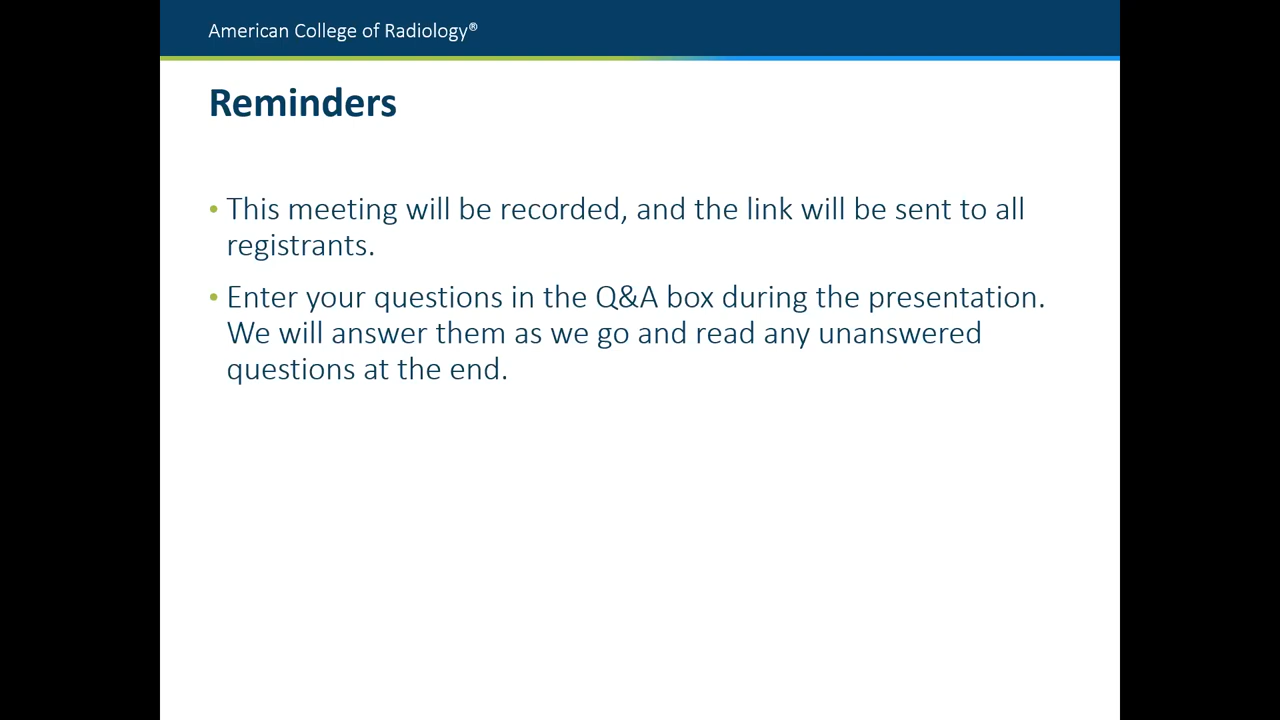 American College of Radiology®
Reminders
• This meeting will be recorded, and the link will be sent to all
registrants.
• Enter your questions in the Q&A box during the presentation.
We will answer them as we go and read any unanswered
questions at the end.